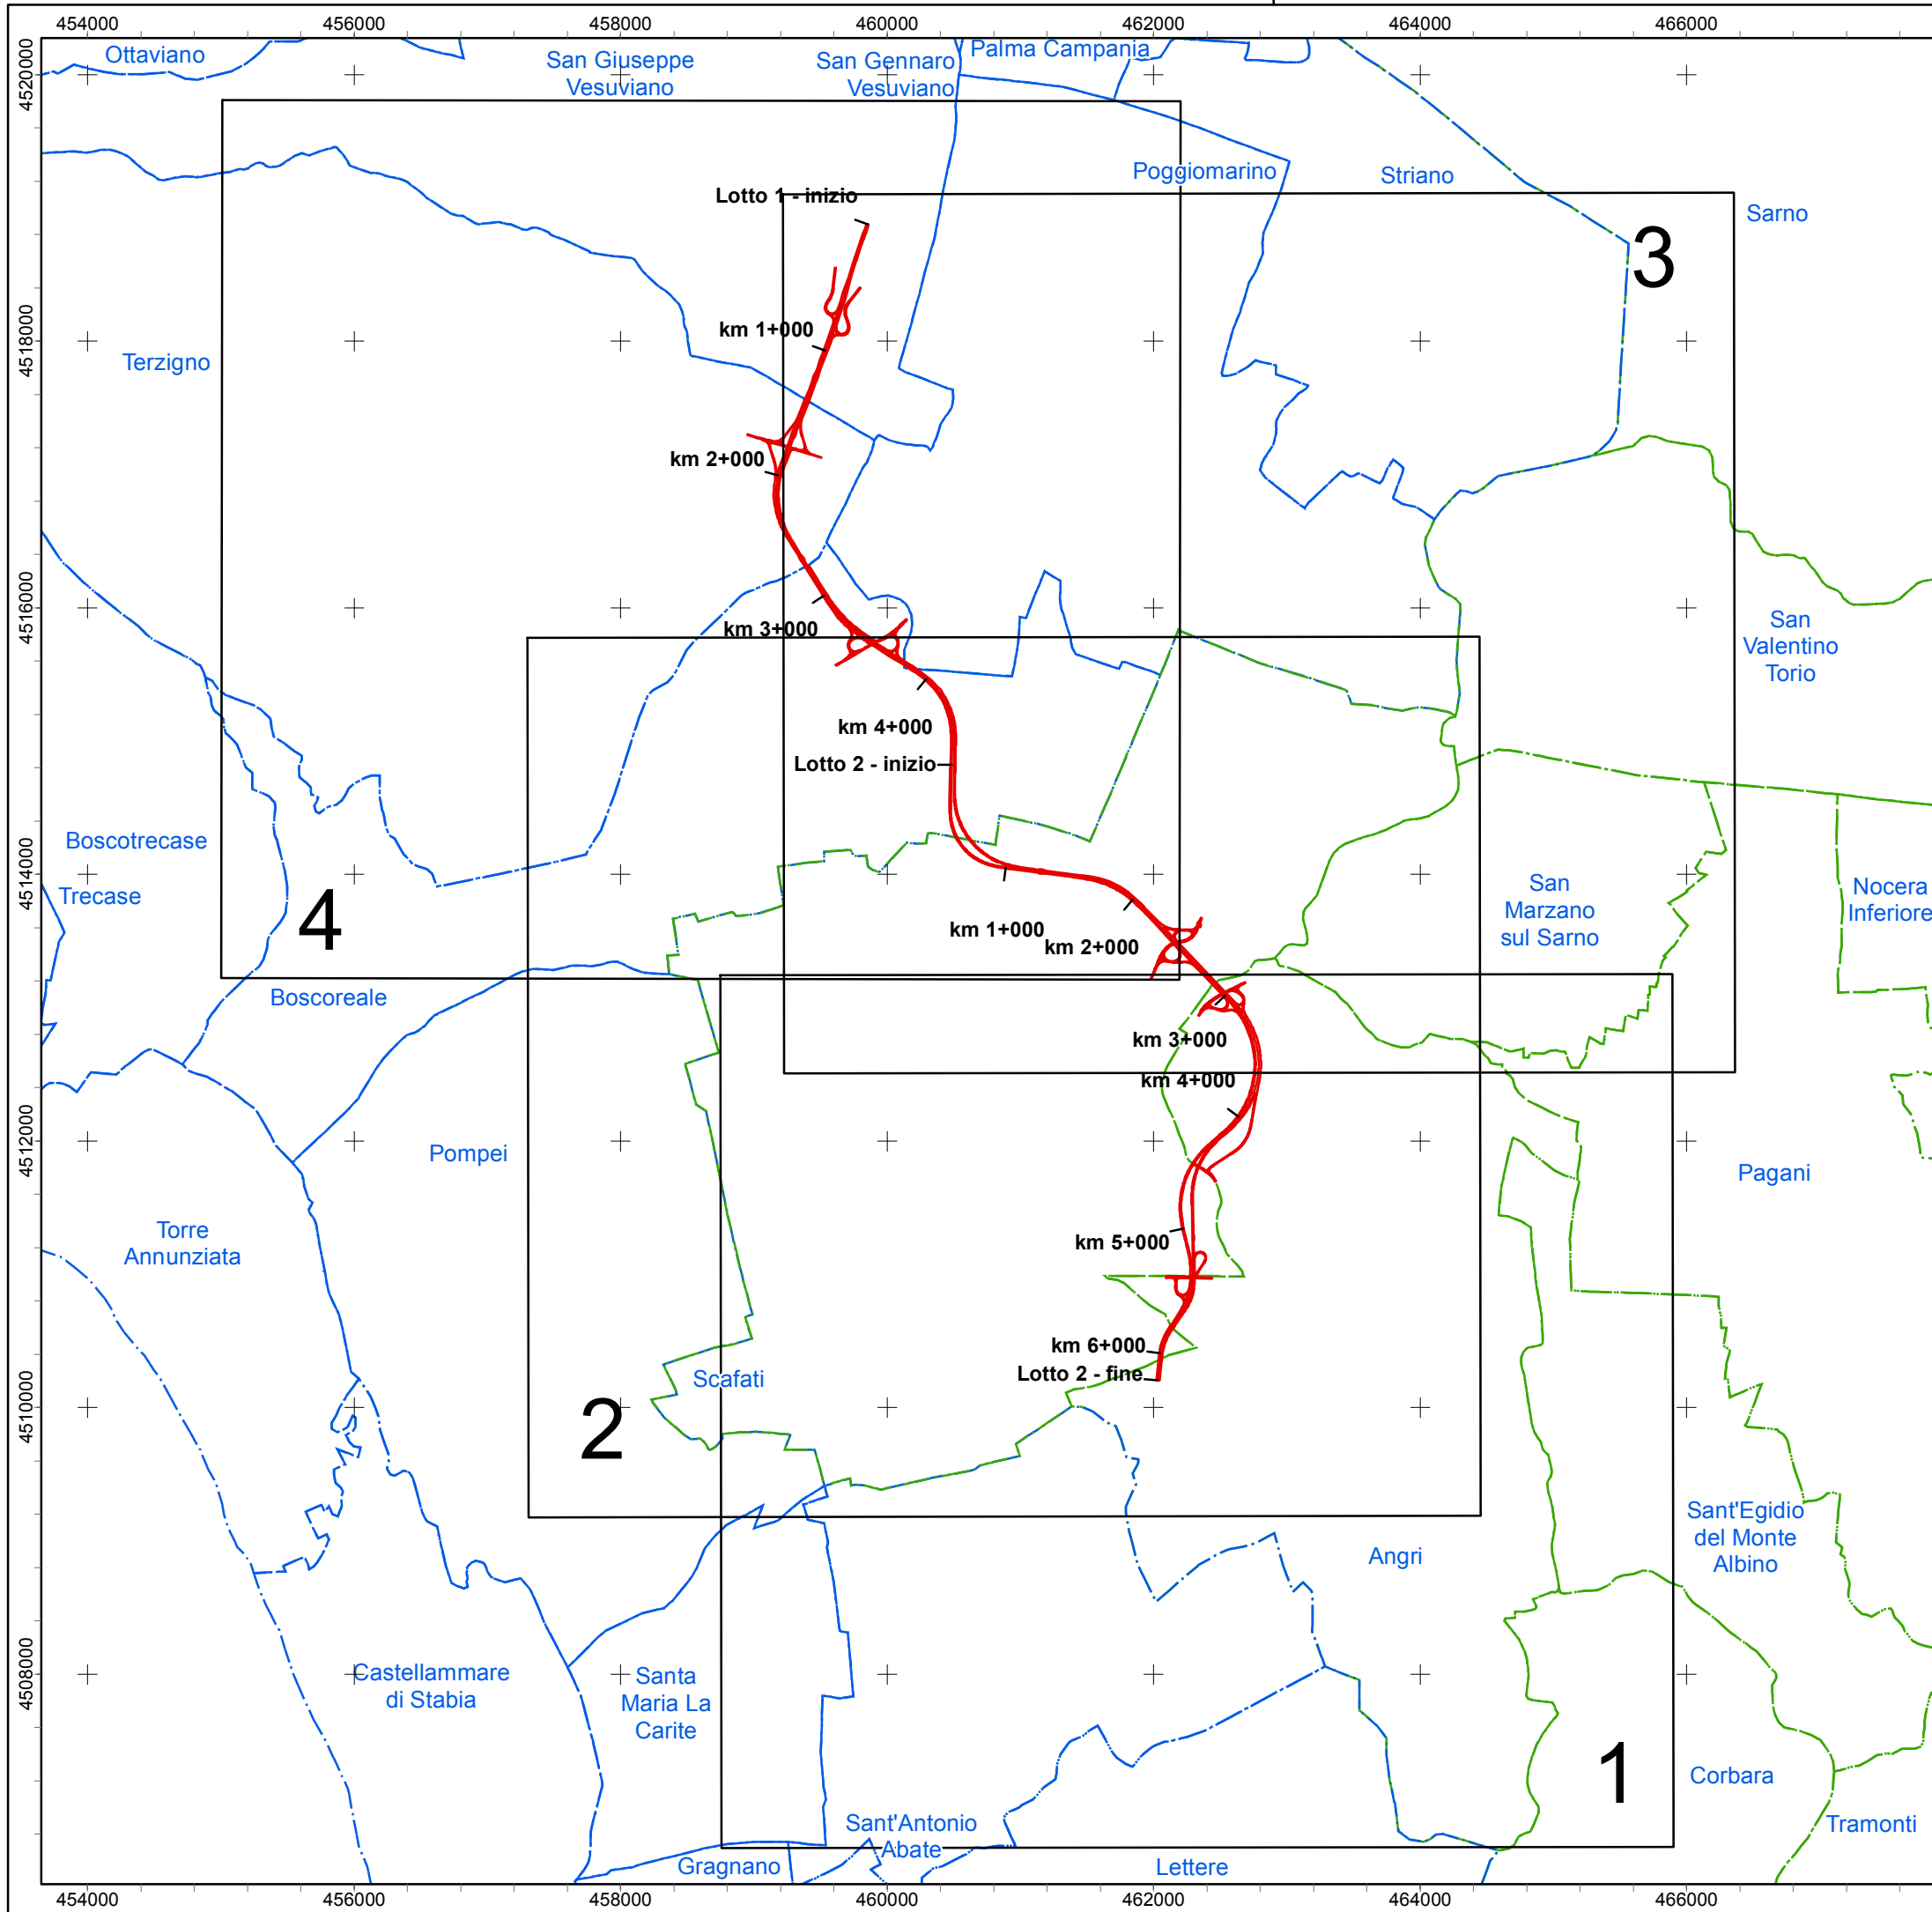 454000 456000 458000 460000 462000 464000 466000
4520000
4518000
4516000
4514000
4512000
4510000
4508000
Ottaviano
San Giuseppe
Vesuviano
San Gennaro
Vesuviano
Palma Campania
Poggiomarino
Striano
Sarno
Lotto 1 - inizio
3
km 1+000
Terzigno
km 2+000
km 3+000
San
Valentino
Torio
km 4+000
Lotto 2 - inizio
Boscotrecase
Trecase
4
San
Marzano
sul Sarno
Nocera
Inferiore
km 1+000
km 2+000
Boscoreale
km 3+000
km 4+000
Pompei
Pagani
Torre
Annunziata
km 5+000
km 6+000
Lotto 2 - fine
Scafati
2
Sant'Egidio
del Monte
Albino
Angri
Castellammare
di Stabia
Santa
Maria La
Carite
1
Corbara
Sant'Antonio
Abate
Tramonti
Gragnano
Lettere
454000 456000 458000 460000 462000 464000 466000